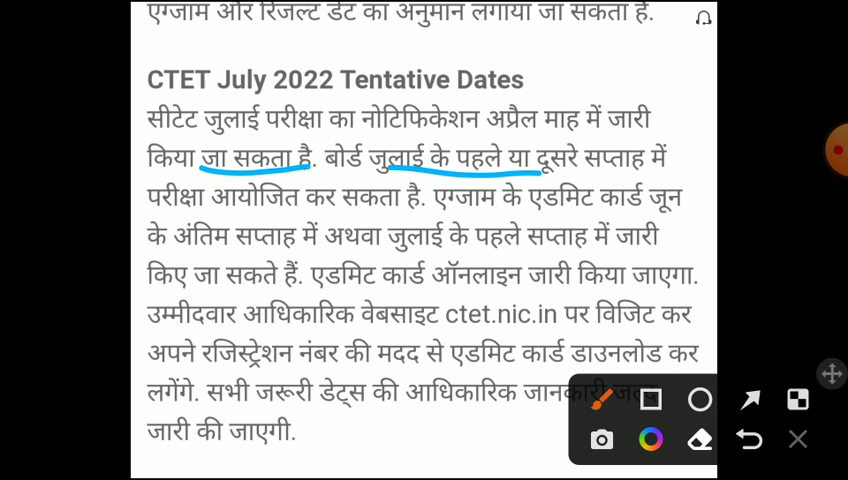 एग्जाम और रिजल्ट डेट का अनुमान लगाया जा सकता है.
CTET July 2022 Tentative Dates
सीटेट जुलाई परीक्षा का नोटिफिकेशन अप्रैल माह में जारी
किया जा सकता है. बोर्ड जुलाई के पहले या दूसरे सप्ताह में
परीक्षा आयोजित कर सकता है. एग्जाम के एडमिट कार्ड जून
के अंतिम सप्ताह में अथवा जुलाई के पहले सप्ताह में जारी
किए जा सकते हैं. एडमिट कार्ड ऑनलाइन जारी किया जाएगा.
उम्मीदवार आधिकारिक वेबसाइट ctet.nic.in पर विजिट कर
अपने रजिस्ट्रेशन नंबर की मदद से एडमिट कार्ड डाउनलोड कर
लगेंगे. सभी जरूरी डेट्स की आधिकारिक जानकारी जल्द
जारी की जाएगी.